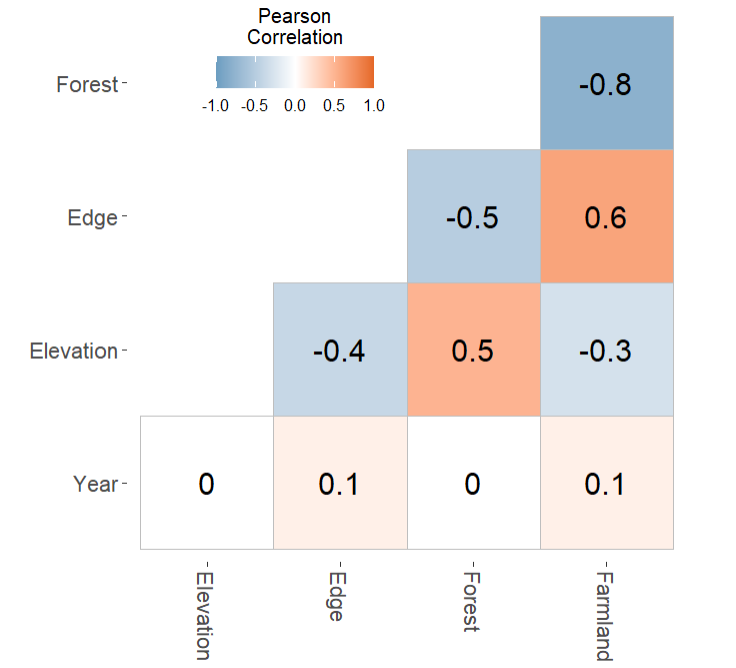 Pearson
Correlation
-1.0 -0.5 0.0 0.5 1.0
Forest
-0.8
Edge
-0.5 0.6
Elevation
-0.4 0.5 -0.3
Year
0 0.1 0 0.1
Elevation
Edge
Forest
Farmland